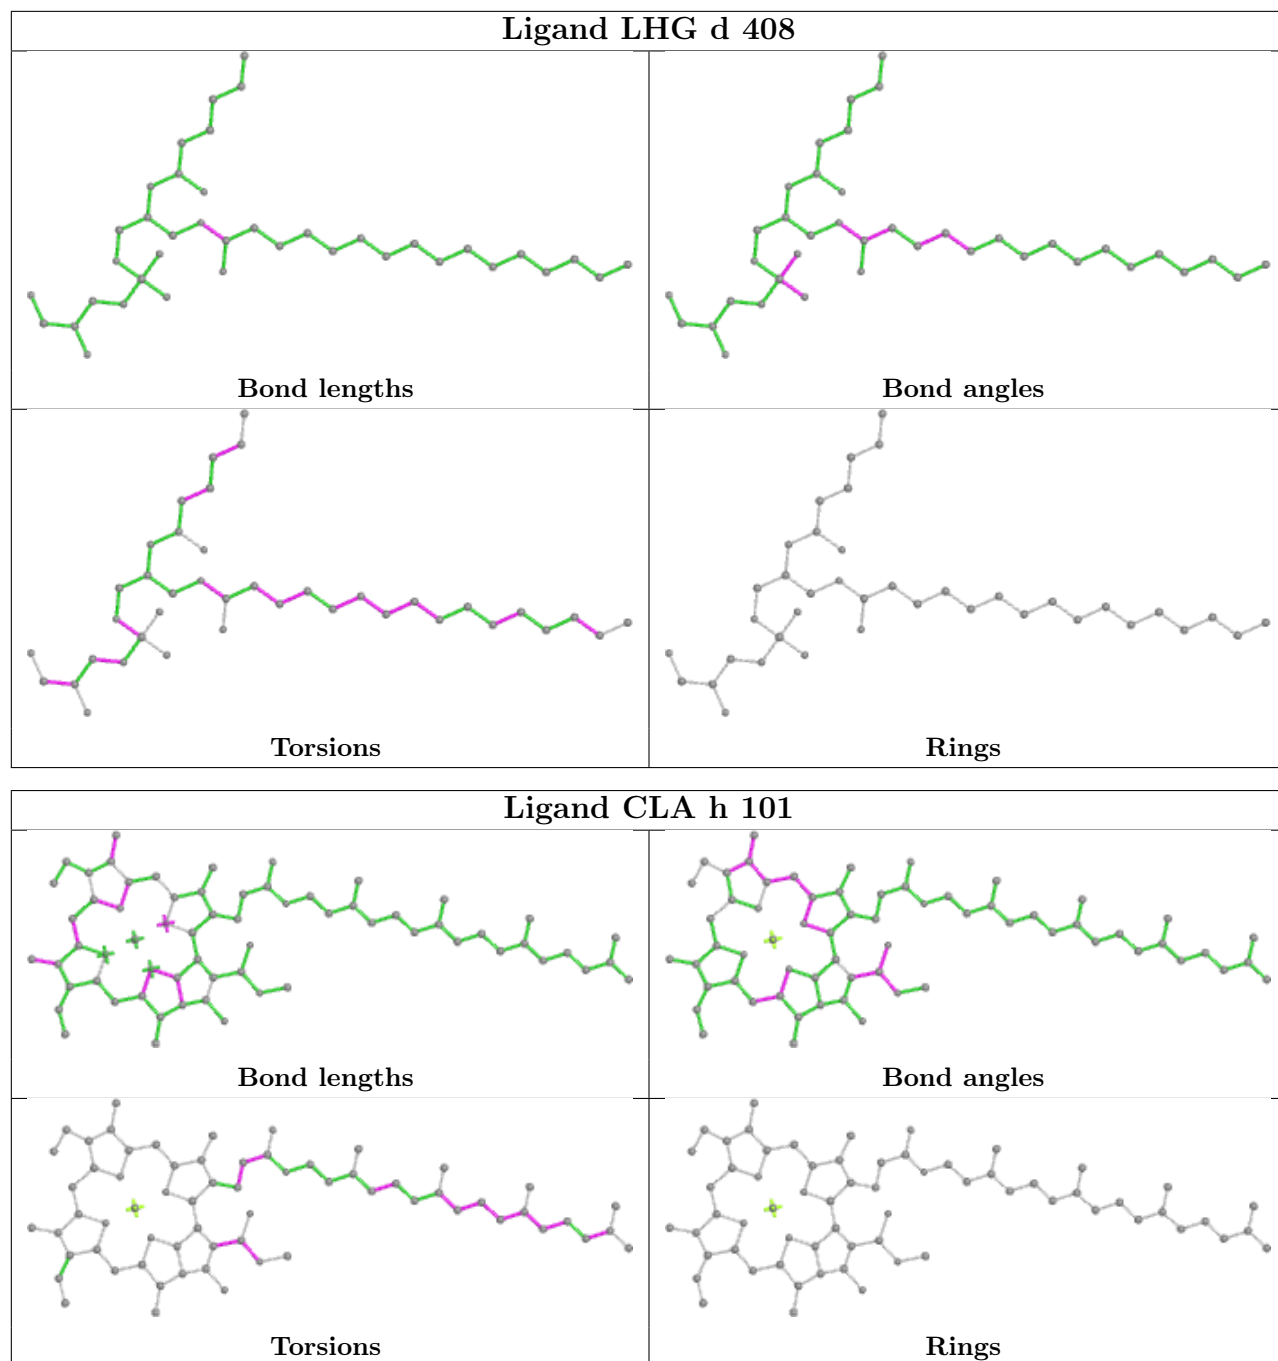 Ligand LHG d 408
Bond lengths
Bond angles
Torsions
Rings
Ligand CLA h 101
Bond lengths
Bond angles
Torsions
Rings